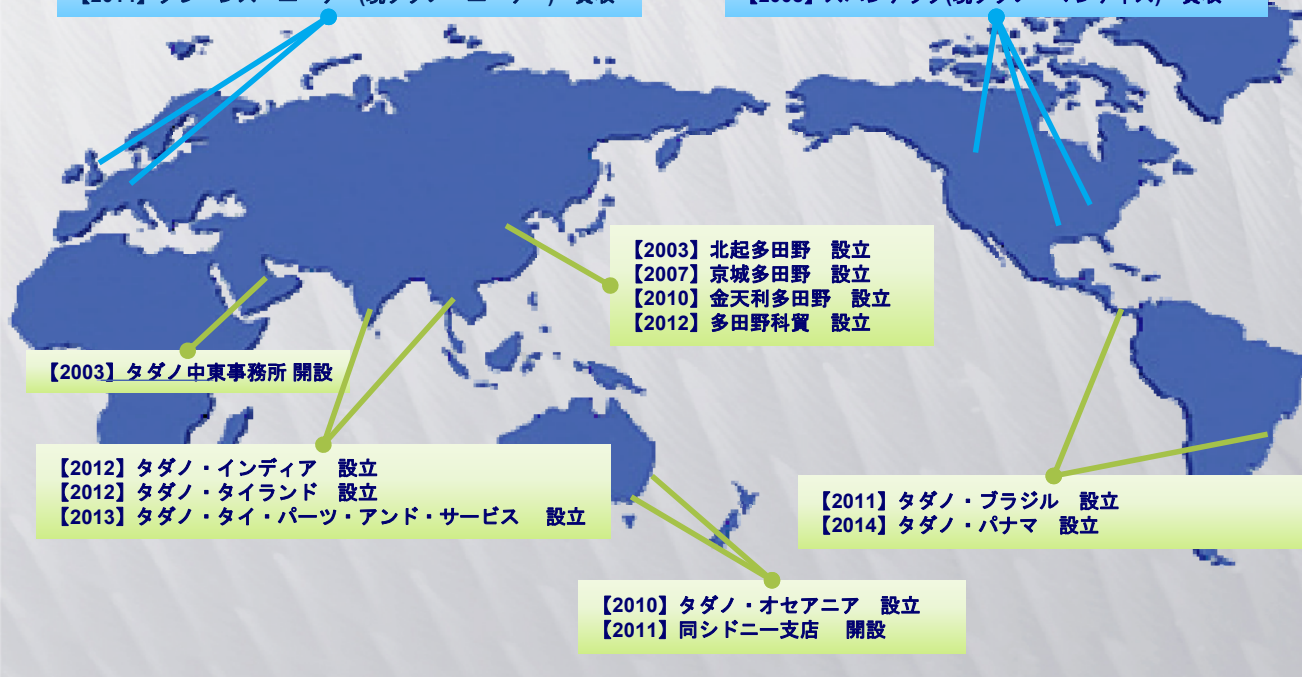 【2003】北起多田野　設立
【2007】京城多田野　設立
【2010】金天利多田野　設立
【2012】多田野科貿　設立
【2003】タダノ中東事務所 開設
【2012】タダノ・インディア　設立
【2012】タダノ・タイランド　設立
【2013】タダノ・タイ・パーツ・アンド・サービス　設立
【2011】タダノ・ブラジル　設立
【2014】タダノ・パナマ　設立
【2010】タダノ・オセアニア　設立
【2011】同シドニー支店　開設